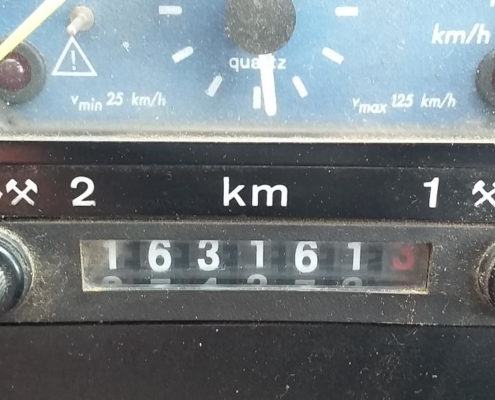 km/h
quartz
Vmin 25 km/h
Vmax 125 km/h
2 km 1
1631613